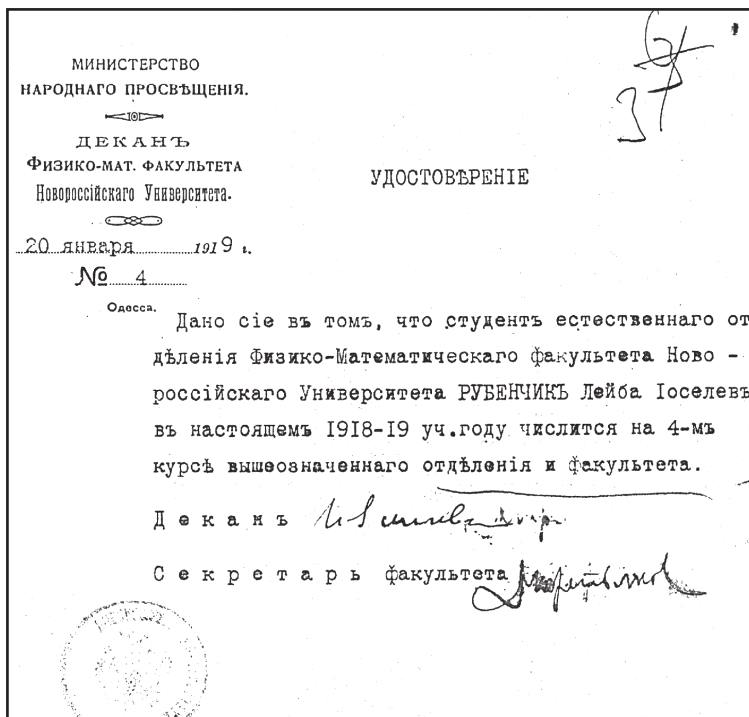 МИНИСТЕРСТВО
НАРОДНАГО ПРОСВѢЩЕНІЯ.
ДЕКАНЪ
ФИЗИКО-МАТ. ФАКУЛЬТЕТА
Новороссійскаго Университета.
20 января 1919 г.
№ 4
Одесса.
УДОСТОВѢРЕНІЕ
Дано сіе въ томъ, что студентъ естественнаго от
дѣленія Физико-Математическаго факультета Ново -
россійскаго Университета РУБЕНЧИКЪ Лейба Іоселевъ
въ настоящемъ 1918-19 уч.году числится на 4-мъ
курсѣ вышеозначеннаго отдѣленія и факультета.
Деканъ
Секретарь факультета